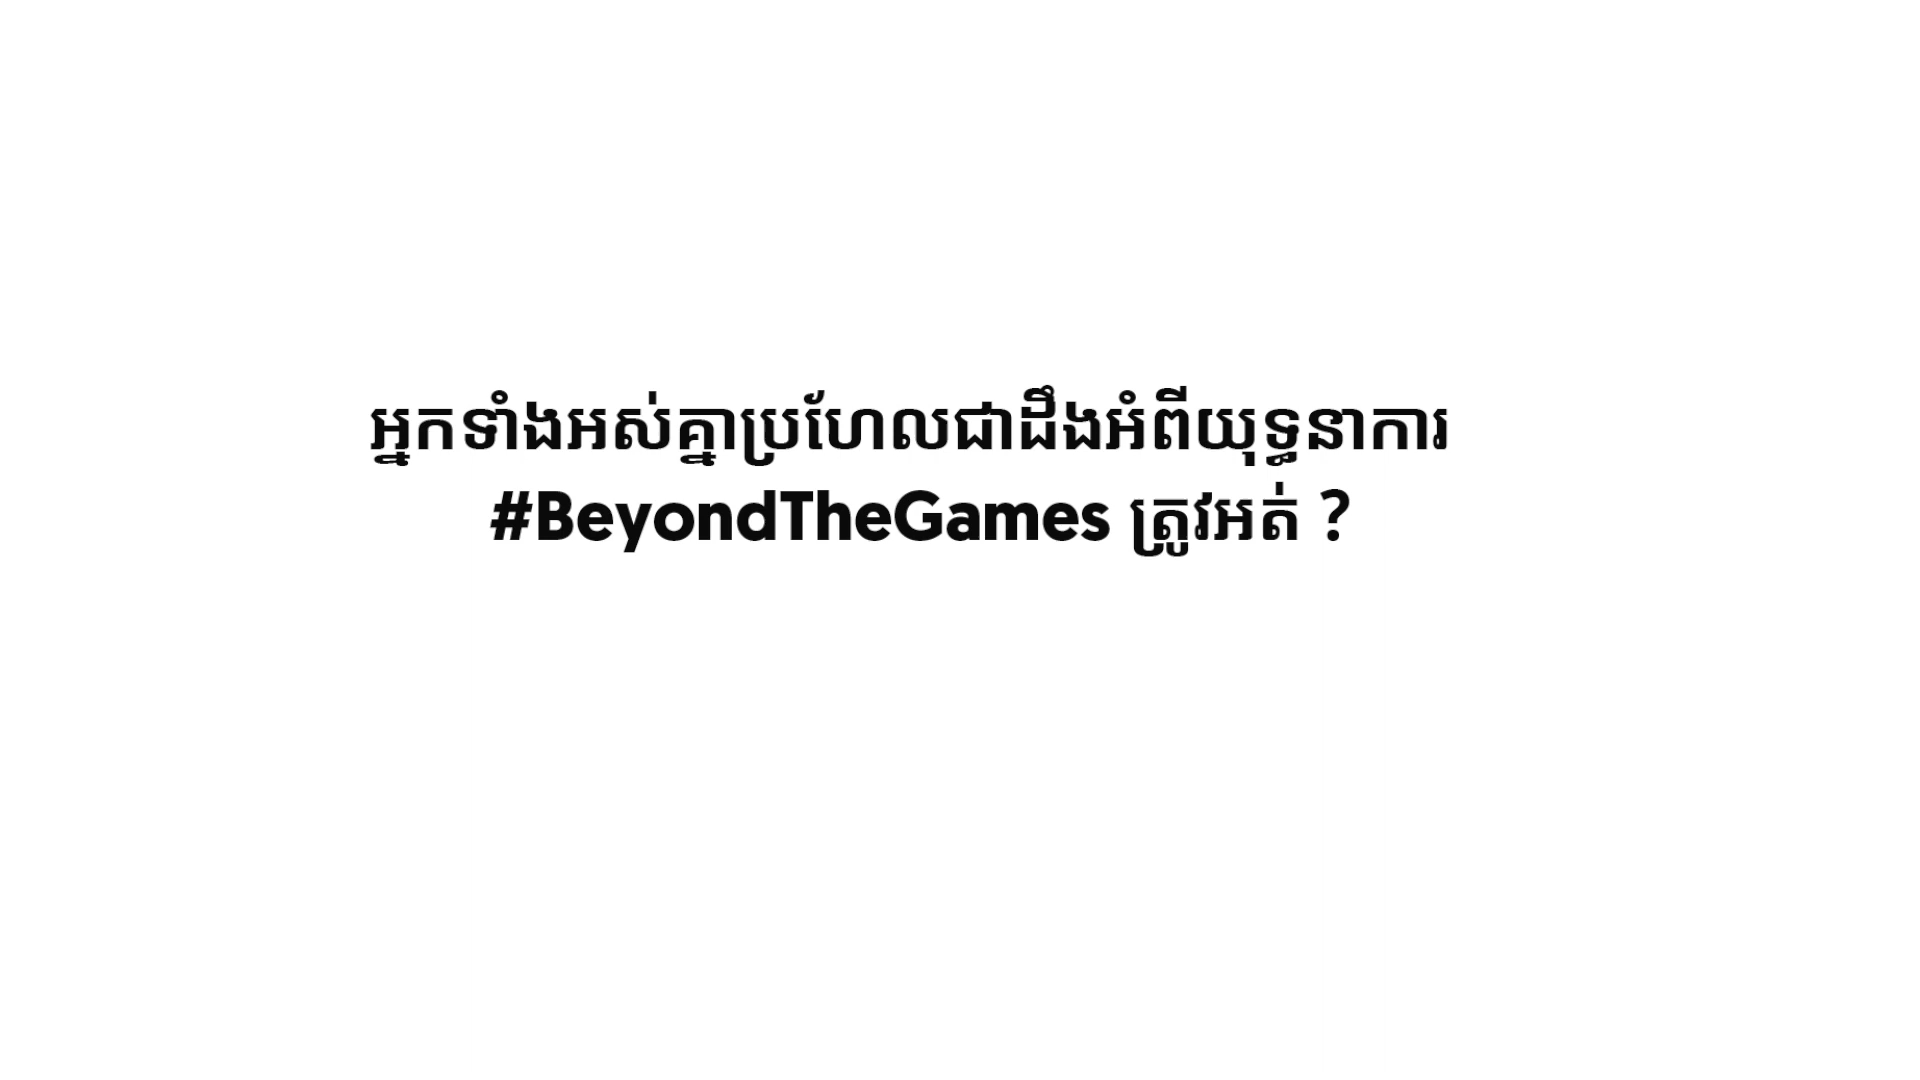 អ្នកទាំងអស់គ្នាប្រហែលជាដឹងអំពីយុទ្ធនាការ
#BeyondTheGames ត្រូវអត់ ?